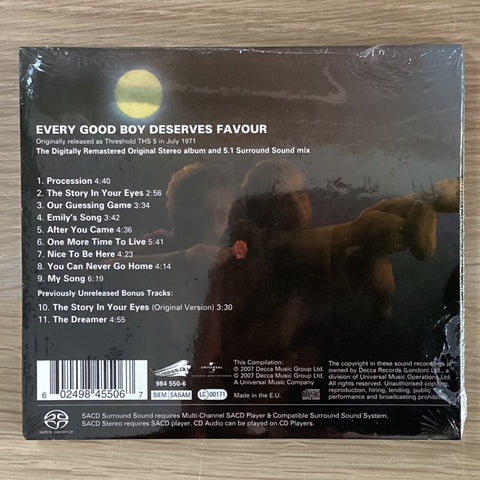 EVERY GOOD BOY DESERVES FAVOUR
Originally released as Threshold THS 5 in July 1971
The Digitally Remastered Original Stereo album and 5.1 Surround Sound mix
1. Procession 4:40
2. The Story In Your Eyes 2:56
3. Our Guessing Game 3:34
4. Emily's Song 3:42
5. After You Came 4:36
6. One More Time To Live 5:41
7. Nice To Be Here 4:23
8. You Can Never Go Home 4:14
9. My Song 6:19
Previously Unreleased Bonus Tracks:
10. The Story In Your Eyes (Original Version) 3:30
11. The Dreamer 4:55
6 02498 45506 7
984 550-6
BIEM SABAM
LC 00171
UNIVERSAL
This Compilation:
℗ 2007 Decca Music Group Ltd.
© 2007 Decca Music Group Ltd.
A Universal Music Company
Made in the E.U.
The copyright in these sound recordings is
owned by Decca Records (London) Ltd., a
division of Universal Music Operations Ltd.
All rights reserved. Unauthorised copying,
reproduction, hiring, lending, public
performance and broadcasting prohibited
SUPER AUDIO CD
SACD Surround Sound requires Multi-Channel SACD Player & Compatible Surround Sound System.
SACD Stereo requires SACD player. CD Audio can be played on CD Players.